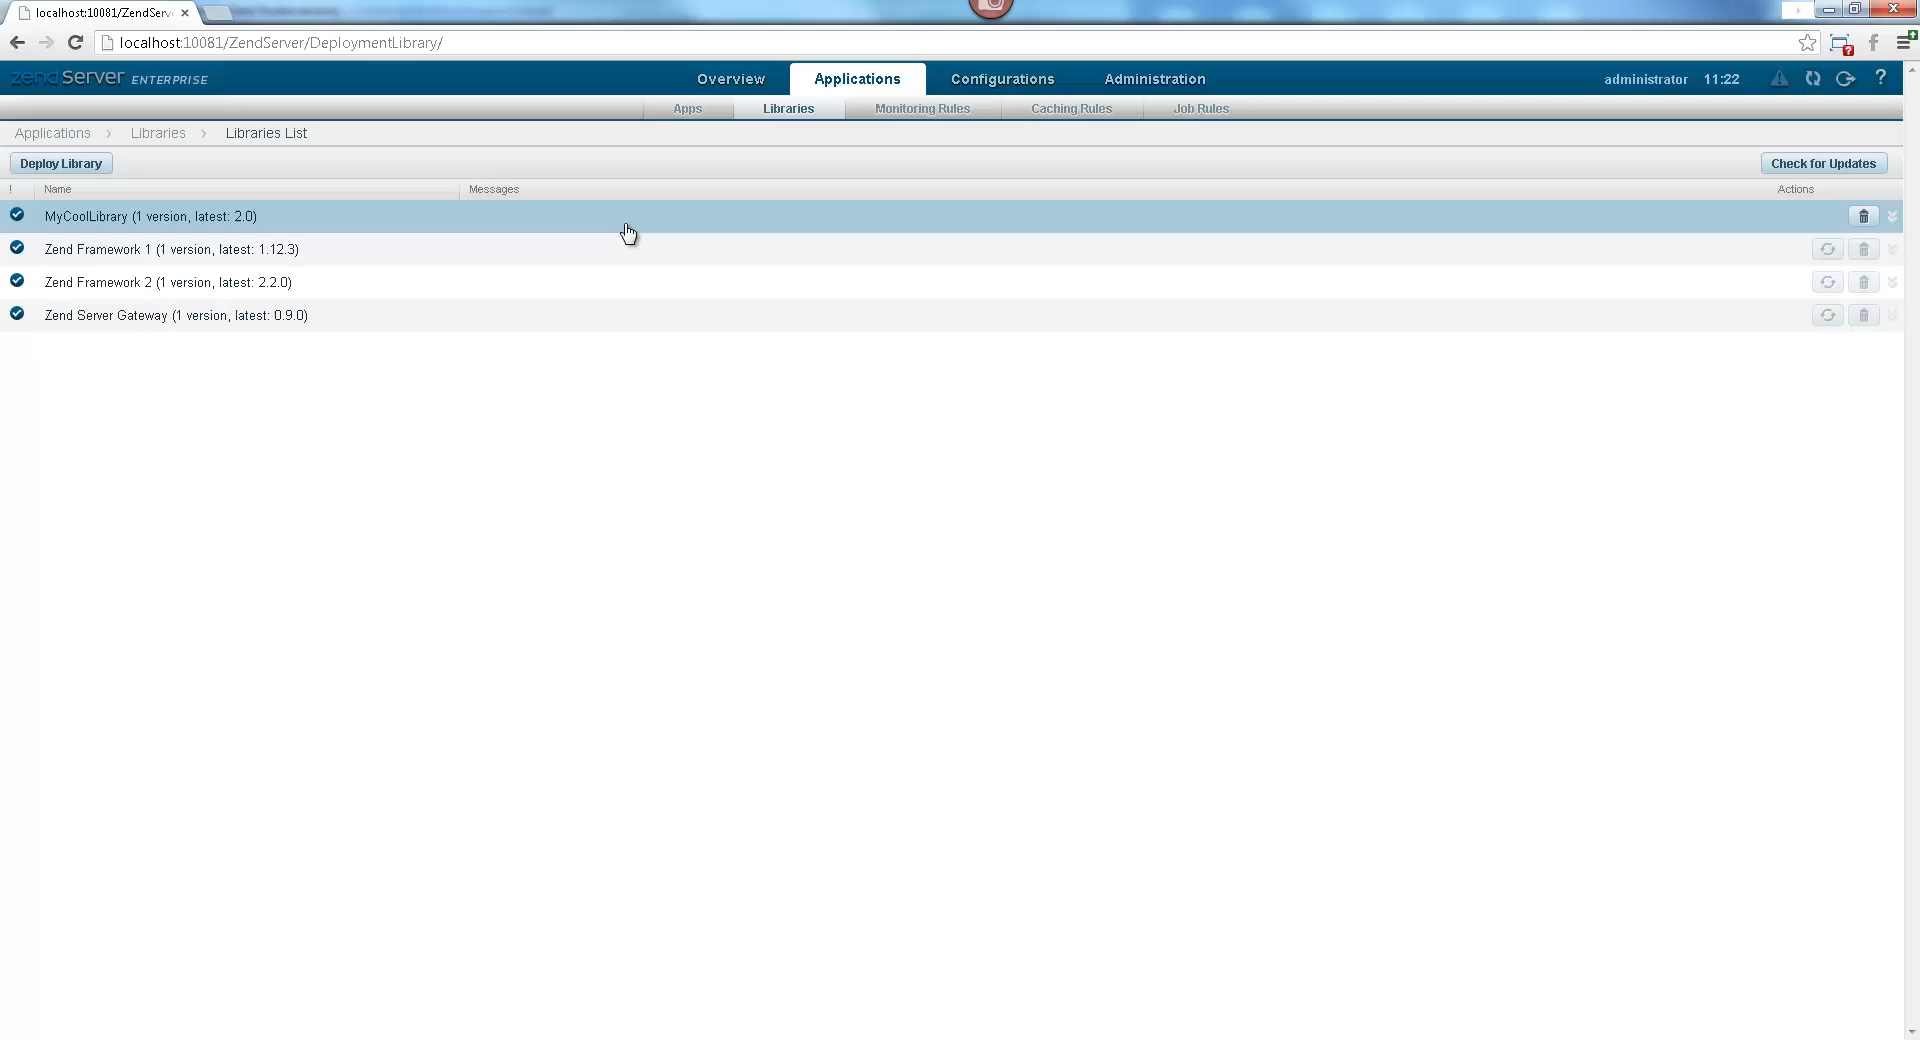 localhost:10081/ZendServ
localhost:10081/ZendServer/DeploymentLibrary/
zendServer ENTERPRISE
Overview
Applications
Configurations
Administration
administrator
11:22
?
Apps
Libraries
Monitoring Rules
Caching Rules
Job Rules
Applications > Libraries > Libraries List
Deploy Library
Check for Updates
! Name Messages Actions
MyCoolLibrary (1 version, latest: 2.0)
Zend Framework 1 (1 version, latest: 1.12.3)
Zend Framework 2 (1 version, latest: 2.2.0)
Zend Server Gateway (1 version, latest: 0.9.0)